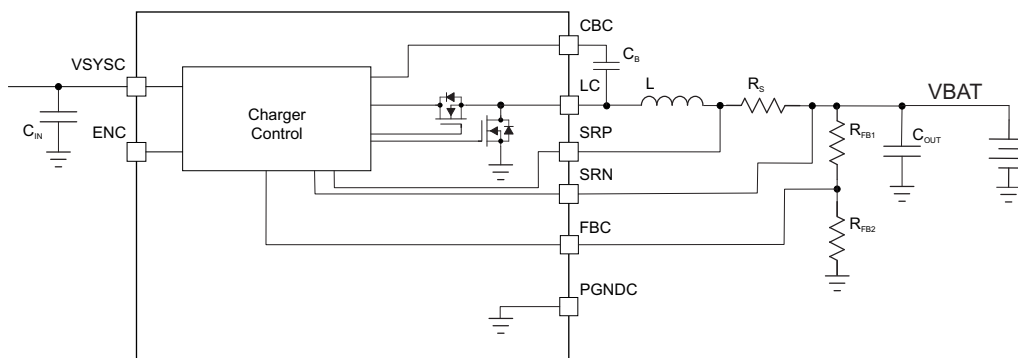 CBC
C_B
VSYSC
LC
L
R_S
VBAT
Charger
Control
C_IN
ENC
SRP
R_FB1
C_OUT
SRN
FBC
R_FB2
PGNDC